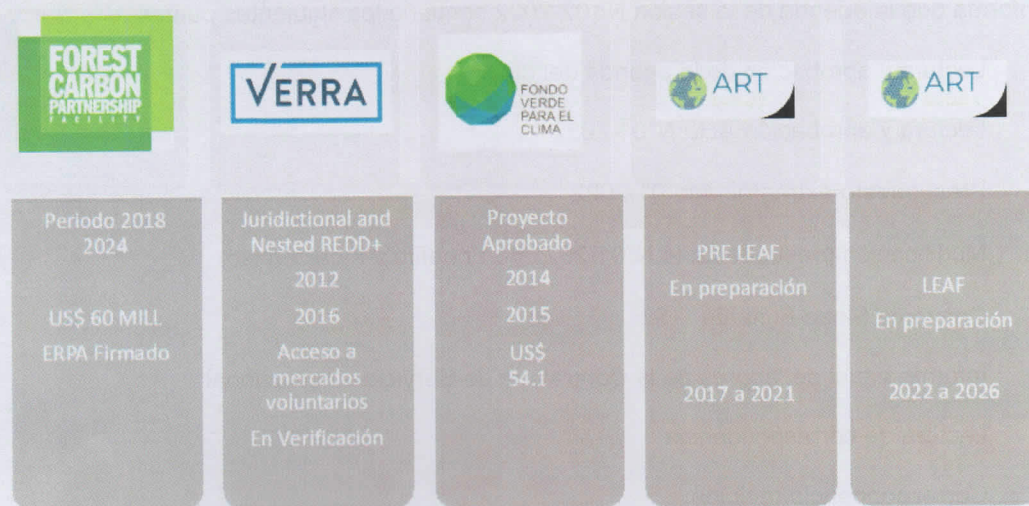 FOREST
CARBON
PARTNERSHIP
FACILITY
VERRA
FONDO
VERDE
PARA EL
CLIMA
ART
ART
Periodo 2018
2024
US$ 60 MILL
ERPA Firmado
Juridictional and
Nested REDD+
2012
2016
Acceso a
mercados
voluntarios
En Verificación
Proyecto
Aprobado
2014
2015
US$
54.1
PRE LEAF
En preparación
2017 a 2021
LEAF
En preparación
2022 a 2026